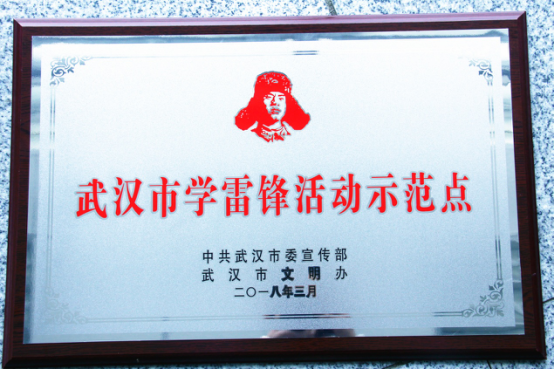 武汉市学雷锋活动示范点
中共武汉市委宣传部
武汉市文明办
二〇一八年三月